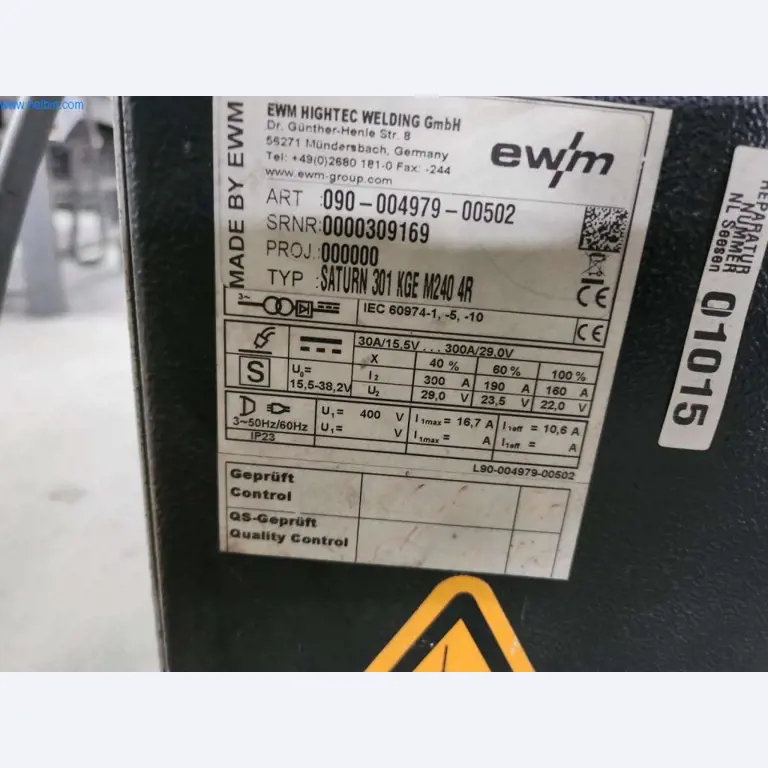 www.helbig.com
MADE BY EWM
EWM HIGHTEC WELDING GmbH
Dr. Günther-Henle Str. 8
56271 Mündersbach, Germany
Tel: +49(0)2680 181-0 Fax: -244
www.ewm-group.com
ewm
ART :090-004979-00502
SRNR:0000309169
PROJ:000000
TYP :SATURN 301 KGE M240 4R
CE
3~ IEC 60974-1, -5, -10
CE
30A/15,5V...300A/29,0V
X 40 % 60 % 100 %
S U₀= I₂ 300 A 190 A 160 A
15,5-38,2V U₂ 29,0 V 23,5 V 22,0 V
3~50Hz/60Hz U₁= 400 V I₁max= 16,7 A I₁eff = 10,6 A
IP23 U₁= V I₁max= A I₁eff = A
L90-004979-00502
Geprüft
Control
QS-Geprüft
Quality Control
REPARATUR
NUMMER
NL Seesen
01015